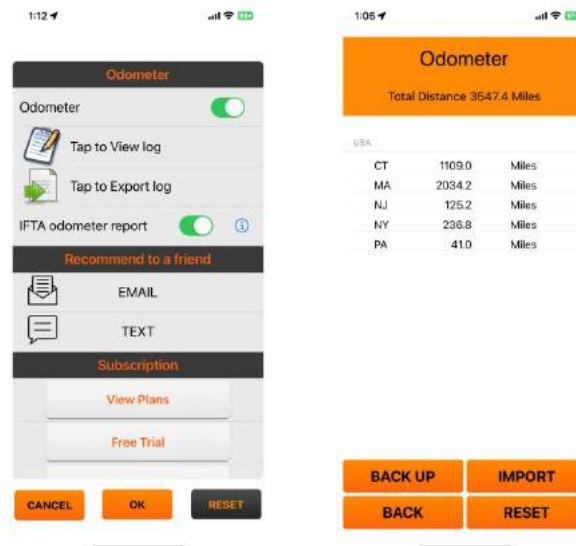 1:12
Odometer
Odometer
Tap to View log
Tap to Export log
IFTA odometer report
Recommend to a friend
EMAIL
TEXT
Subscription
View Plans
Free Trial
CANCEL OK RESET
1:05
Odometer
Total Distance 3547.4 Miles
USA
CT 1109.0 Miles
MA 2034.2 Miles
NJ 125.2 Miles
NY 236.8 Miles
PA 41.0 Miles
BACK UP IMPORT
BACK RESET